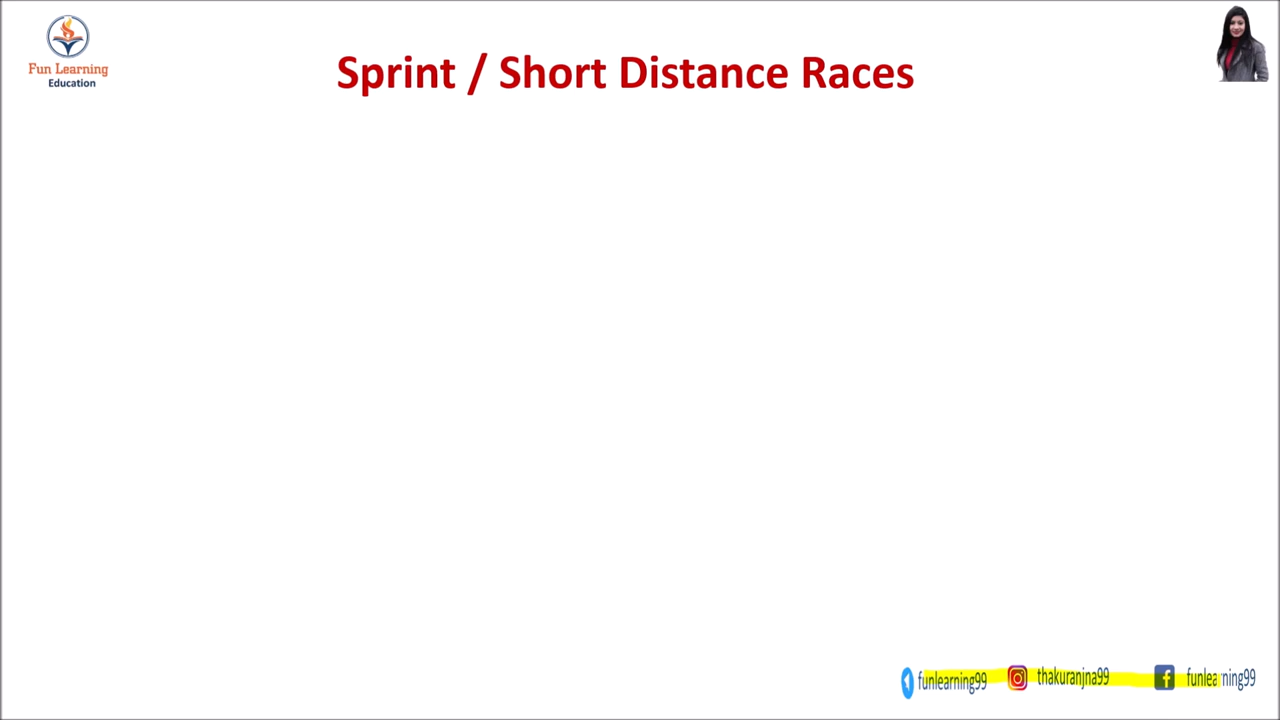 Fun Learning
Education
Sprint / Short Distance Races
funlearning99
thakuranjna99
funlearning99